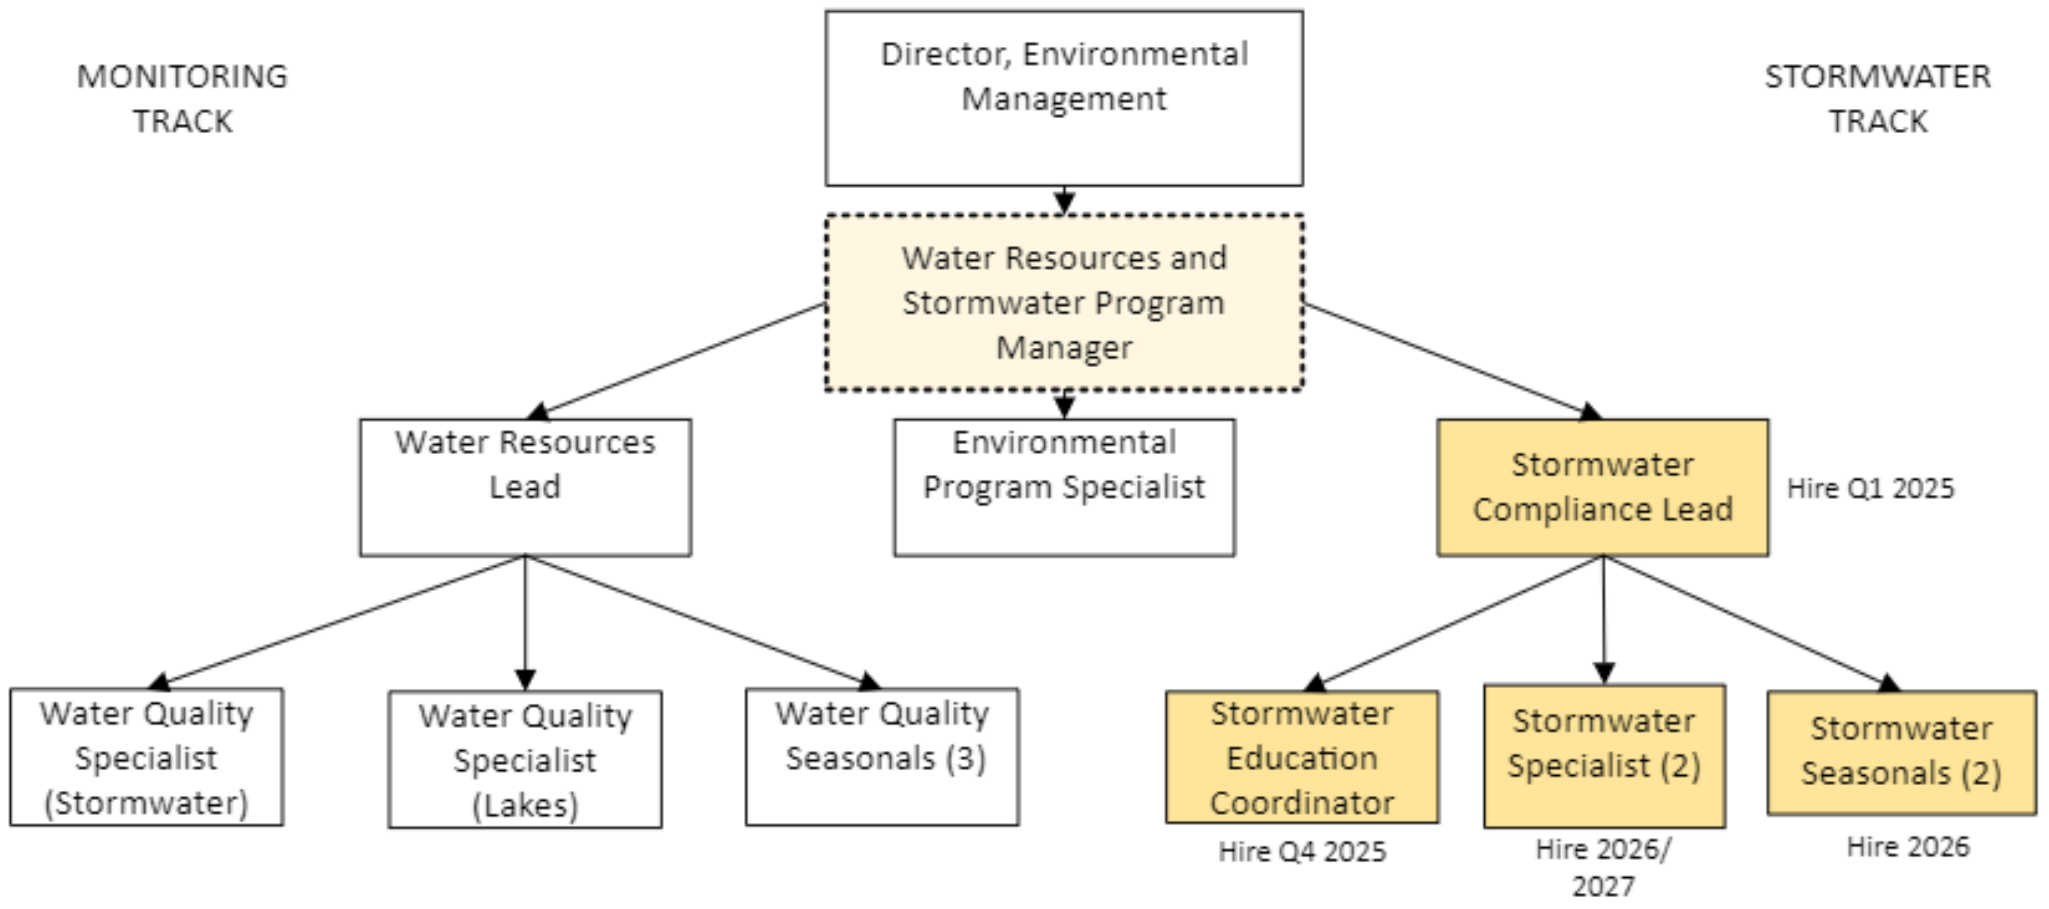 MONITORING
TRACK
Director, Environmental
Management
STORMWATER
TRACK
Water Resources and
Stormwater Program
Manager
Water Resources
Lead
Environmental
Program Specialist
Stormwater
Compliance Lead
Hire Q1 2025
Water Quality
Specialist
(Stormwater)
Water Quality
Specialist
(Lakes)
Water Quality
Seasonals (3)
Stormwater
Education
Coordinator
Hire Q4 2025
Stormwater
Specialist (2)
Hire 2026/
2027
Stormwater
Seasonals (2)
Hire 2026